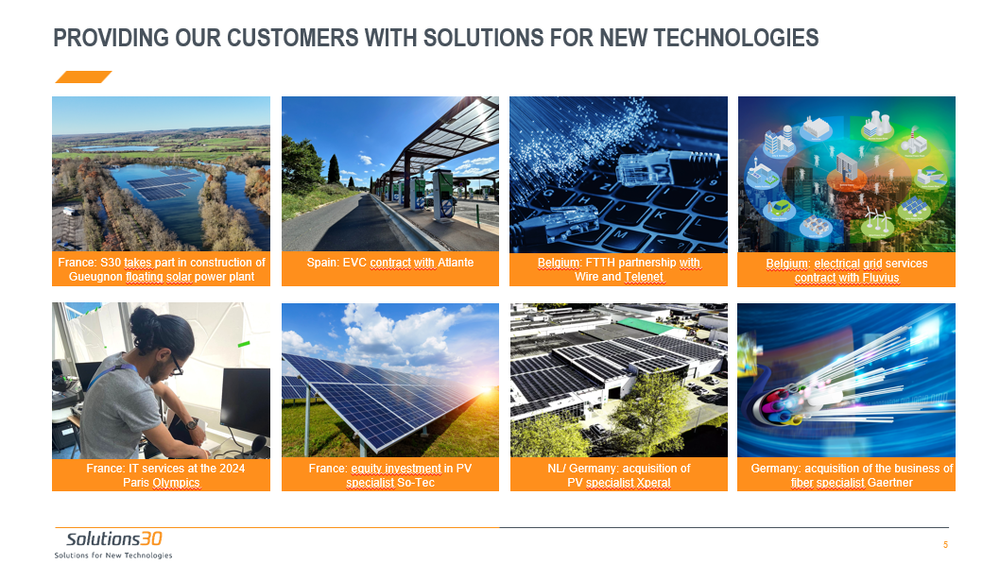 PROVIDING OUR CUSTOMERS WITH SOLUTIONS FOR NEW TECHNOLOGIES
France: S30 takes part in construction of
Gueugnon floating solar power plant
Spain: EVC contract with Atlante
Belgium: FTTH partnership with
Wire and Telenet
Belgium: electrical grid services
contract with Fluvius
France: IT services at the 2024
Paris Olympics
France: equity investment in PV
specialist So-Tec
NL/ Germany: acquisition of
PV specialist Xperal
Germany: acquisition of the business of
fiber specialist Gaertner
Solutions30
Solutions for New Technologies
5